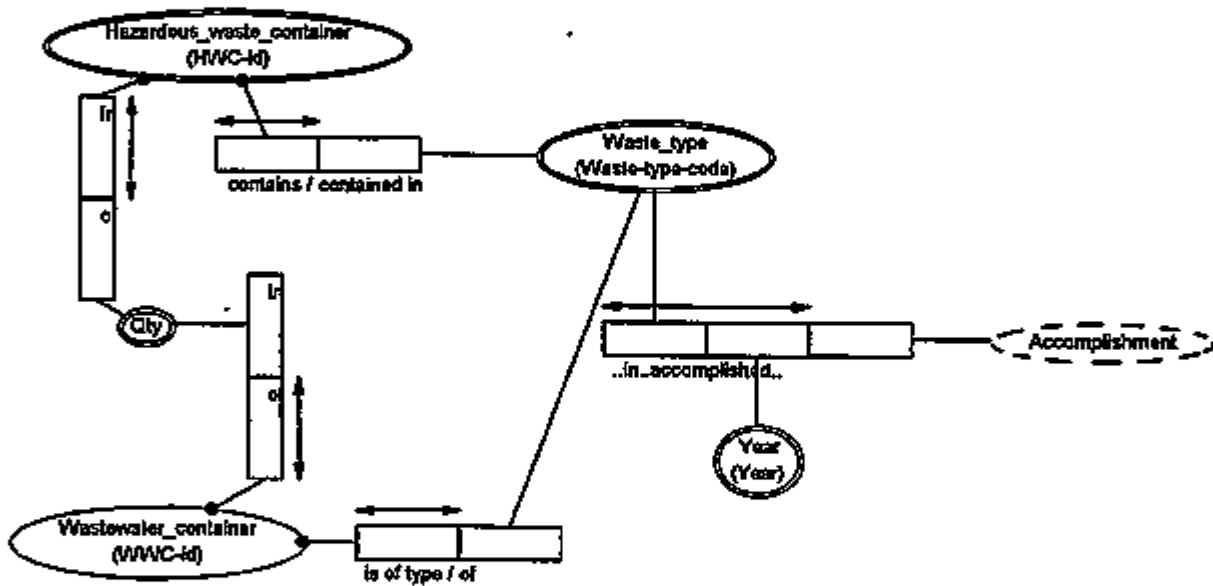 Hazardous_waste_container
(HWC-id)
in
Waste_type
(Waste-type-code)
contains / contained in
in
City
Accomplishment
..in..accomplished..
Year
(Year)
Wastewater_container
(WWC-id)
is of type / of